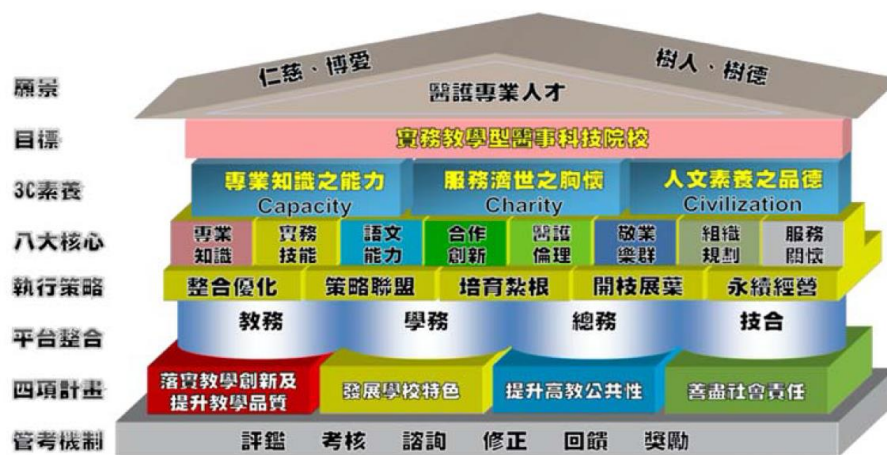 仁慈、博愛
樹人、樹德
願景
醫護專業人才
目標
實務教學型醫事科技院校
3C素養
專業知識之能力
Capacity
服務濟世之胸懷
Charity
人文素養之品德
Civilization
八大核心
專業
知識
實務
技能
語文
能力
合作
創新
醫護
倫理
敬業
樂群
組織
規劃
服務
關懷
執行策略
整合優化
策略聯盟
培育紮根
開枝展葉
永續經營
平台整合
教務
學務
總務
技合
四項計畫
落實教學創新及
提升教學品質
發展學校特色
提升高教公共性
善盡社會責任
管考機制
評鑑 考核 諮詢 修正 回饋 獎勵